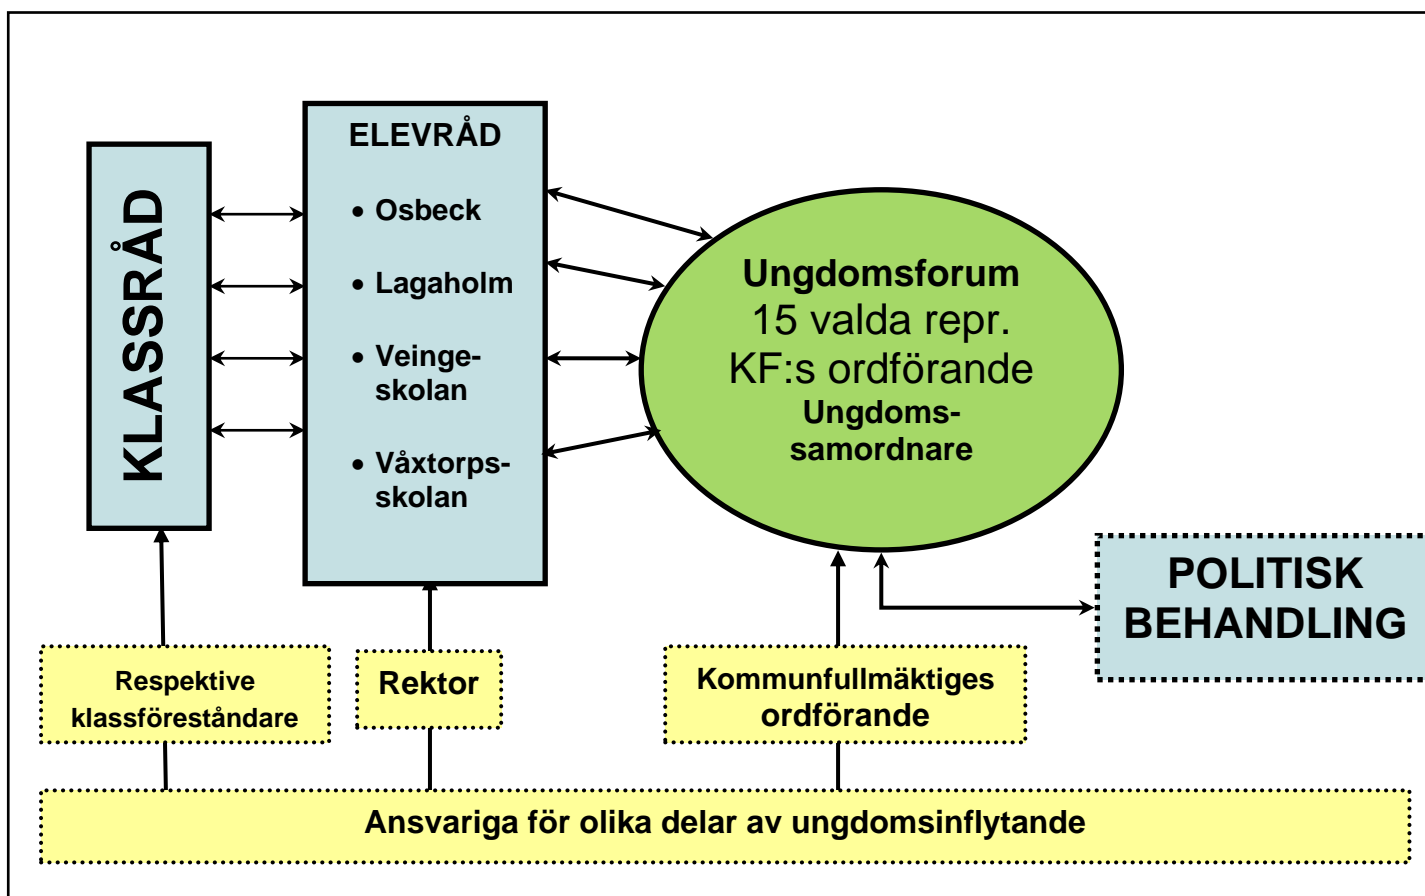 KLASSRÅD
ELEVRÅD
• Osbeck
• Lagaholm
• Veinge-
skolan
• Våxtorps-
skolan
Ungdomsforum
15 valda repr.
KF:s ordförande
Ungdoms-
samordnare
POLITISK
BEHANDLING
Respektive
klassföreståndare
Rektor
Kommunfullmäktiges
ordförande
Ansvariga för olika delar av ungdomsinflytande